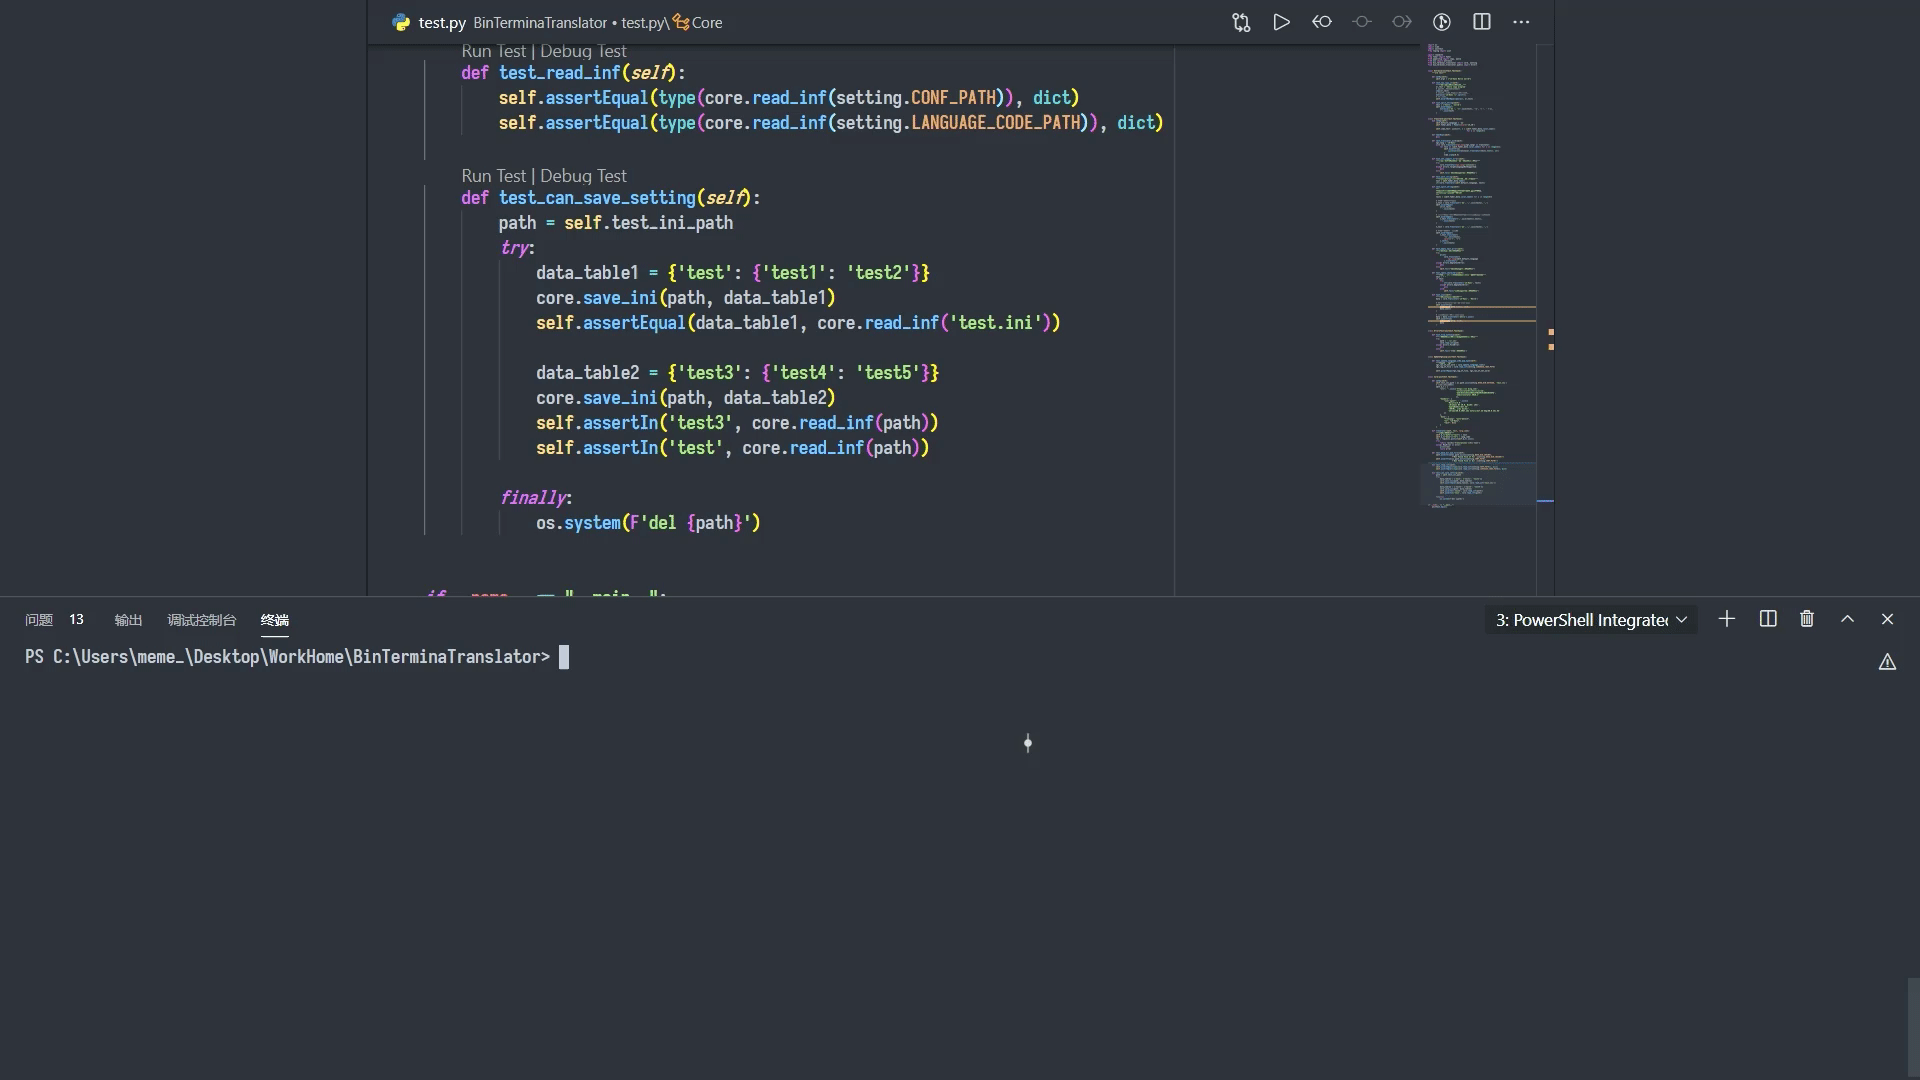 test.py BinTerminaTranslator • test.py\ Core
Run Test | Debug Test
def test_read_inf(self):
self.assertEqual(type(core.read_inf(setting.CONF_PATH)), dict)
self.assertEqual(type(core.read_inf(setting.LANGUAGE_CODE_PATH)), dict)
Run Test | Debug Test
def test_can_save_setting(self):
path = self.test_ini_path
try:
data_table1 = {'test': {'test1': 'test2'}}
core.save_ini(path, data_table1)
self.assertEqual(data_table1, core.read_inf('test.ini'))
data_table2 = {'test3': {'test4': 'test5'}}
core.save_ini(path, data_table2)
self.assertIn('test3', core.read_inf(path))
self.assertIn('test', core.read_inf(path))
finally:
os.system(F'del {path}')
问题 13 输出 调试控制台 终端 3: PowerShell Integrated
PS C:\Users\meme_\Desktop\WorkHome\BinTerminaTranslator>